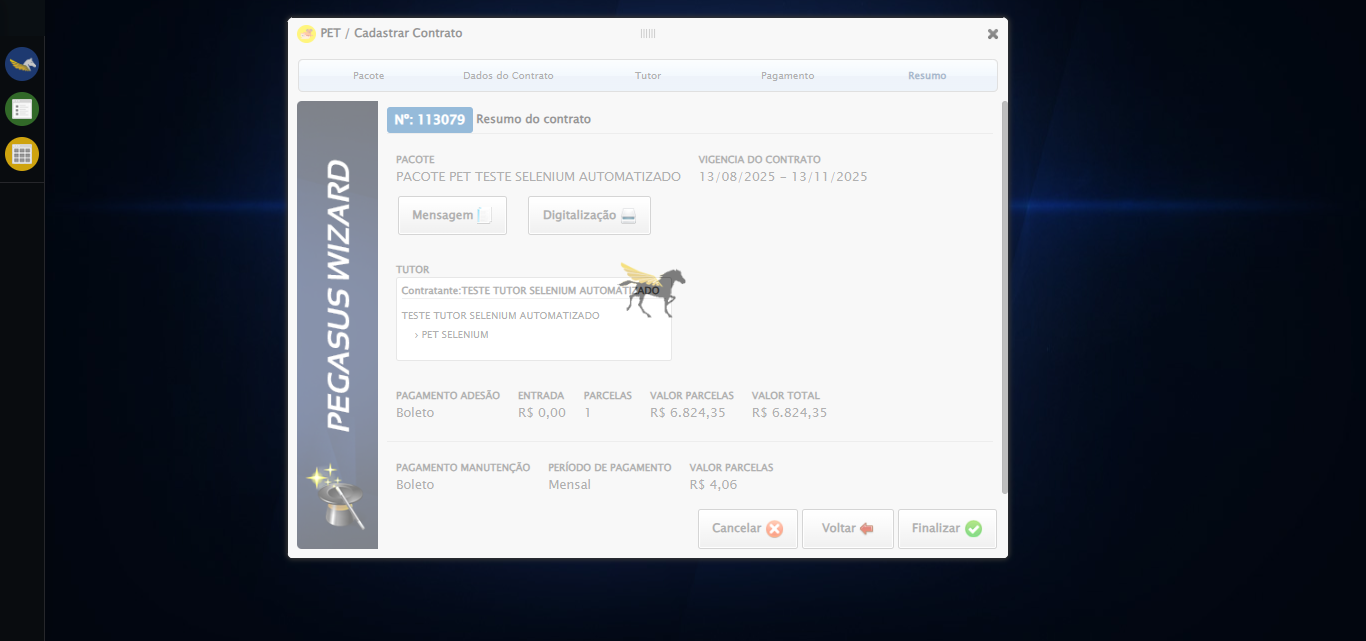 PET / Cadastrar Contrato
Pacote Dados do Contrato Tutor Pagamento Resumo
PEGASUS WIZARD
Nº: 113079 Resumo do contrato
PACOTE VIGENCIA DO CONTRATO
PACOTE PET TESTE SELENIUM AUTOMATIZADO 13/08/2025 - 13/11/2025
Mensagem Digitalização
TUTOR
Contratante:TESTE TUTOR SELENIUM AUTOMATIZADO
TESTE TUTOR SELENIUM AUTOMATIZADO
› PET SELENIUM
PAGAMENTO ADESÃO ENTRADA PARCELAS VALOR PARCELAS VALOR TOTAL
Boleto R$ 0,00 1 R$ 6.824,35 R$ 6.824,35
PAGAMENTO MANUTENÇÃO PERÍODO DE PAGAMENTO VALOR PARCELAS
Boleto Mensal R$ 4,06
Cancelar Voltar Finalizar